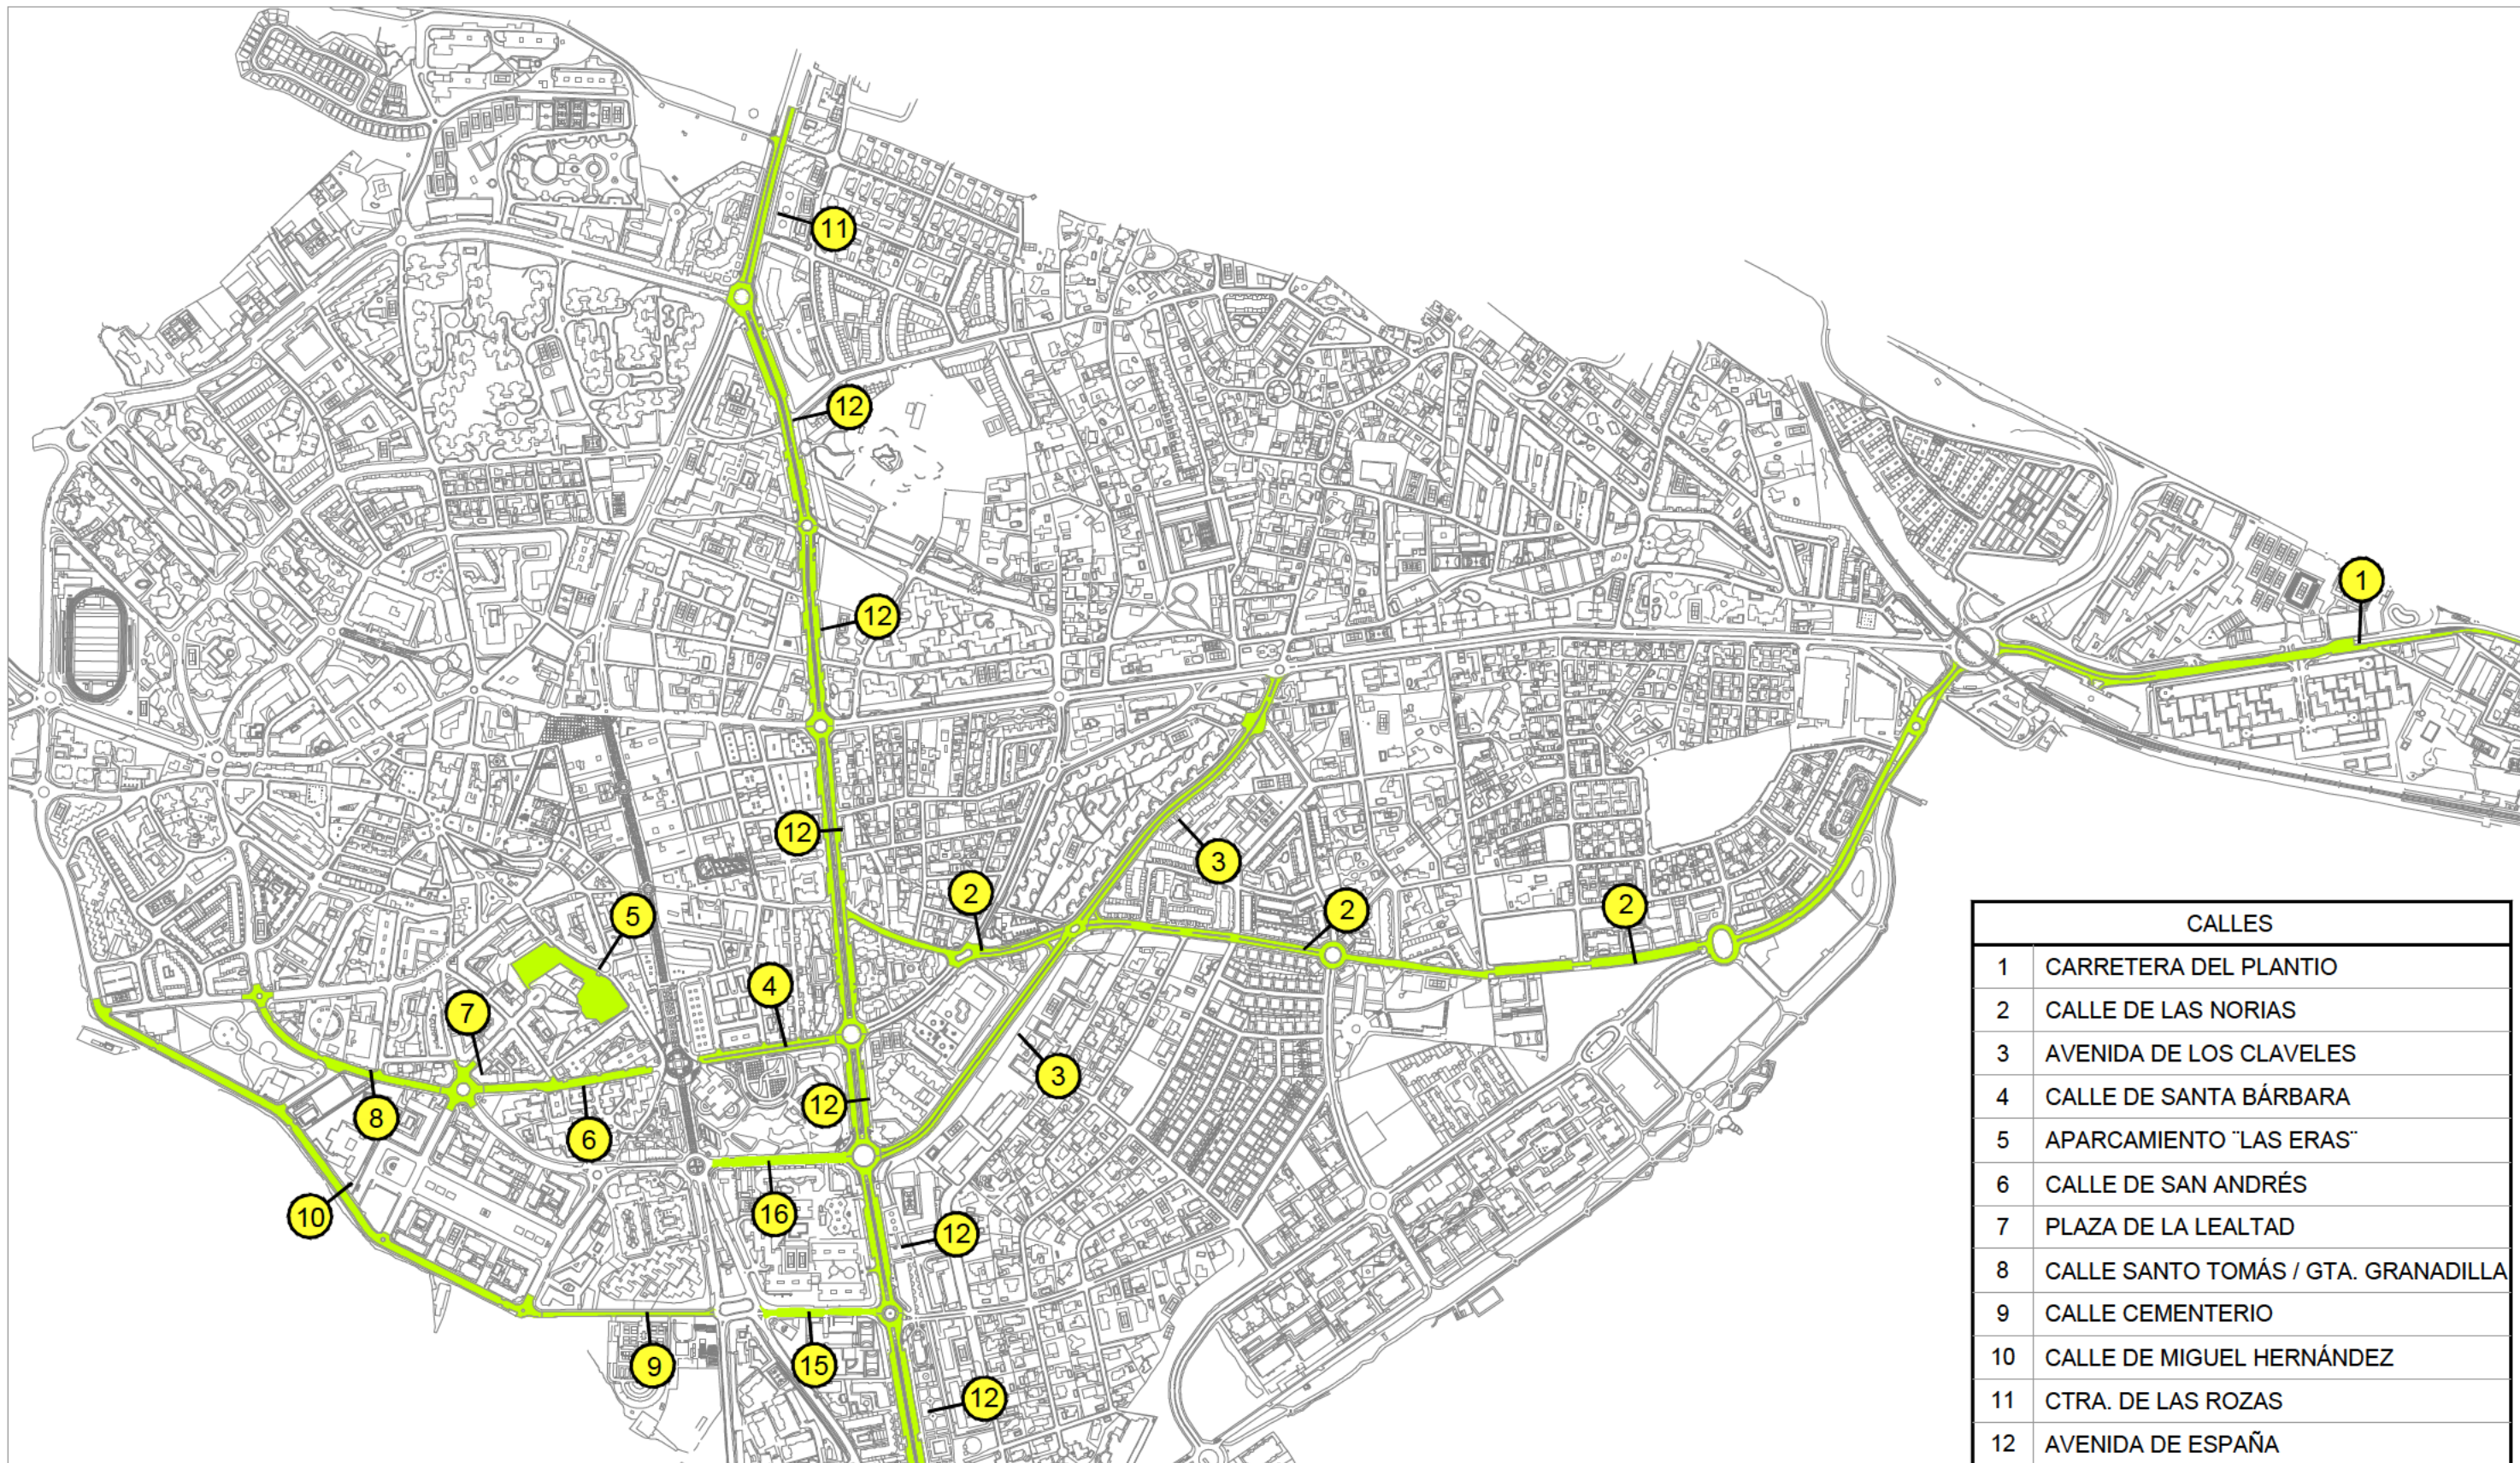 11
12
1
12
12
3
2
5
2
2
4
7
3
12
8
6
10
16
12
9
15
12
CALLES
1 CARRETERA DEL PLANTIO
2 CALLE DE LAS NORIAS
3 AVENIDA DE LOS CLAVELES
4 CALLE DE SANTA BÁRBARA
5 APARCAMIENTO ¨LAS ERAS¨
6 CALLE DE SAN ANDRÉS
7 PLAZA DE LA LEALTAD
8 CALLE SANTO TOMÁS / GTA. GRANADILLA
9 CALLE CEMENTERIO
10 CALLE DE MIGUEL HERNÁNDEZ
11 CTRA. DE LAS ROZAS
12 AVENIDA DE ESPAÑA